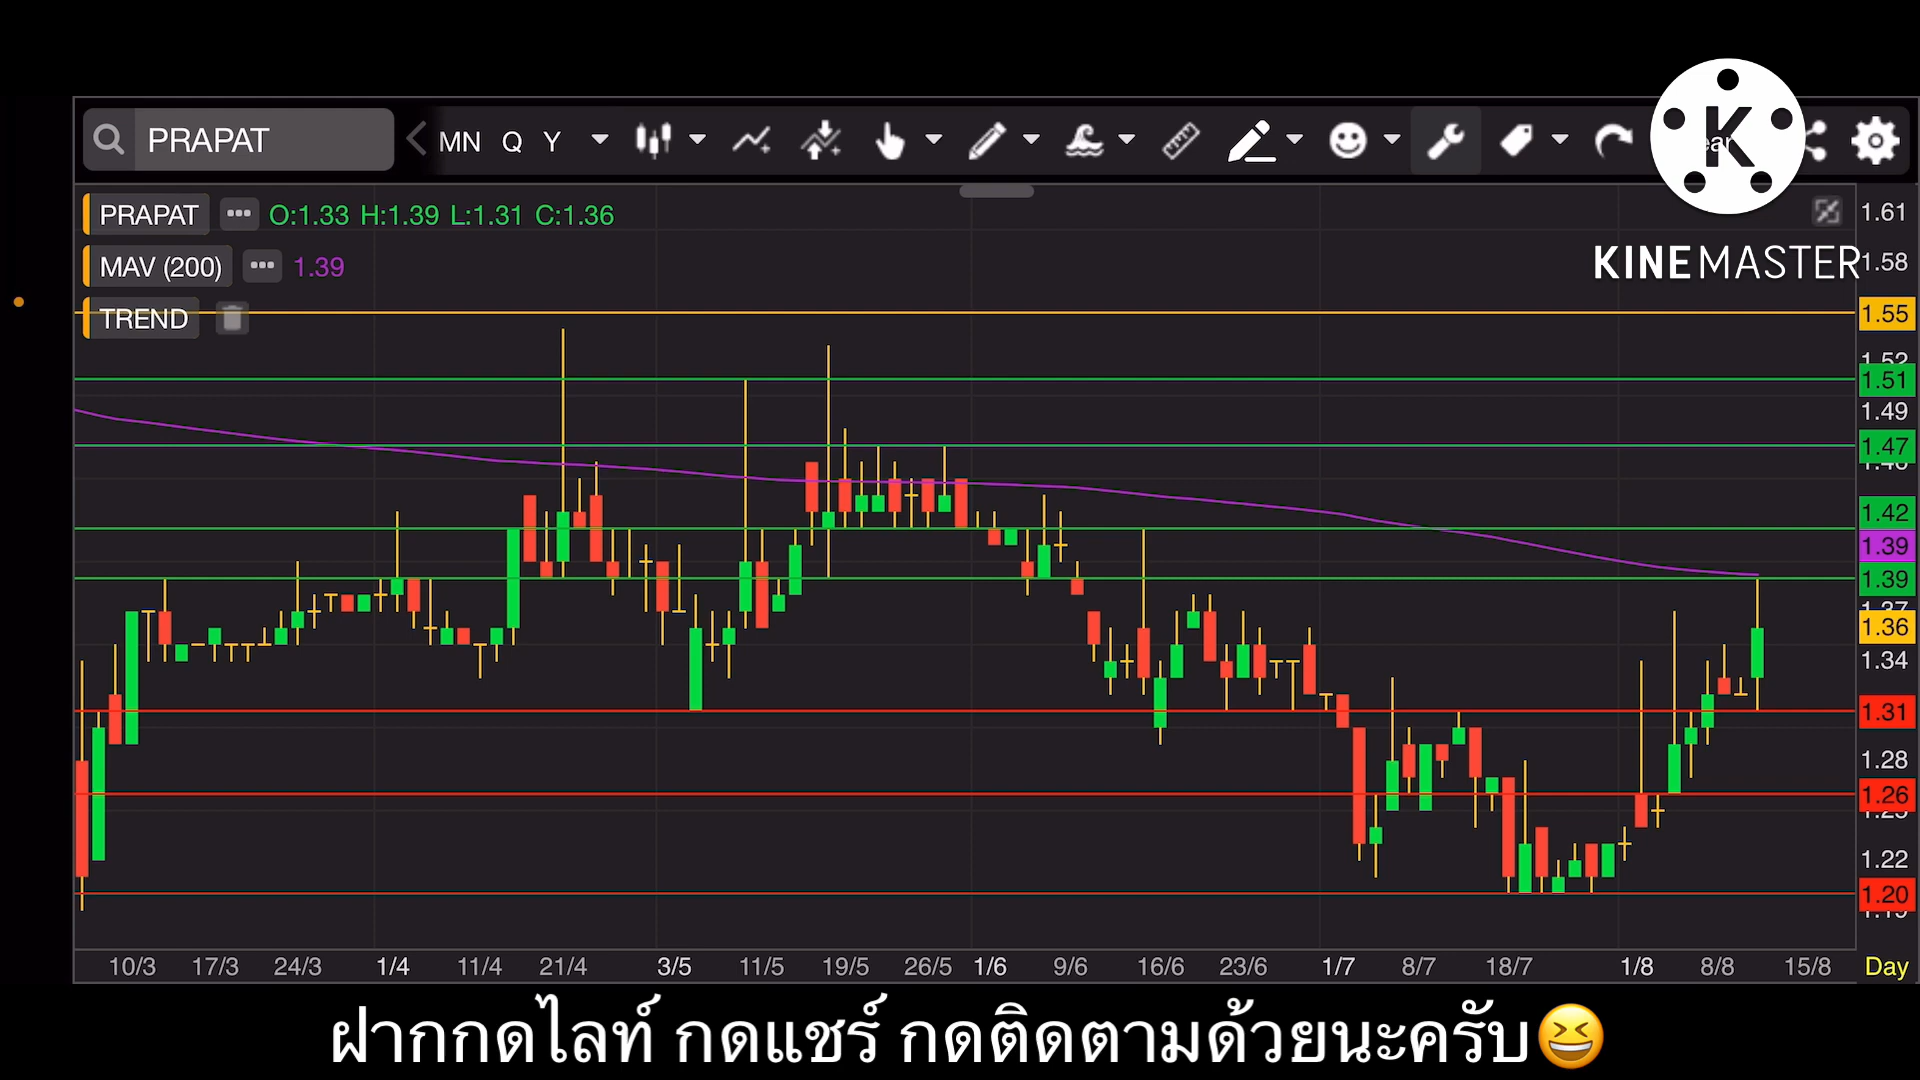 PRAPAT MN Q Y
PRAPAT ••• O:1.33 H:1.39 L:1.31 C:1.36
MAV (200) ••• 1.39
TREND
KINEMASTER
1.61
1.58
1.55
1.52
1.51
1.49
1.47
1.42
1.39
1.39
1.37
1.36
1.34
1.31
1.28
1.26
1.22
1.20
10/3 17/3 24/3 1/4 11/4 21/4 3/5 11/5 19/5 26/5 1/6 9/6 16/6 23/6 1/7 8/7 18/7 1/8 8/8 15/8 Day
ฝากกดไลท์ กดแชร์ กดติดตามด้วยนะครับ😆